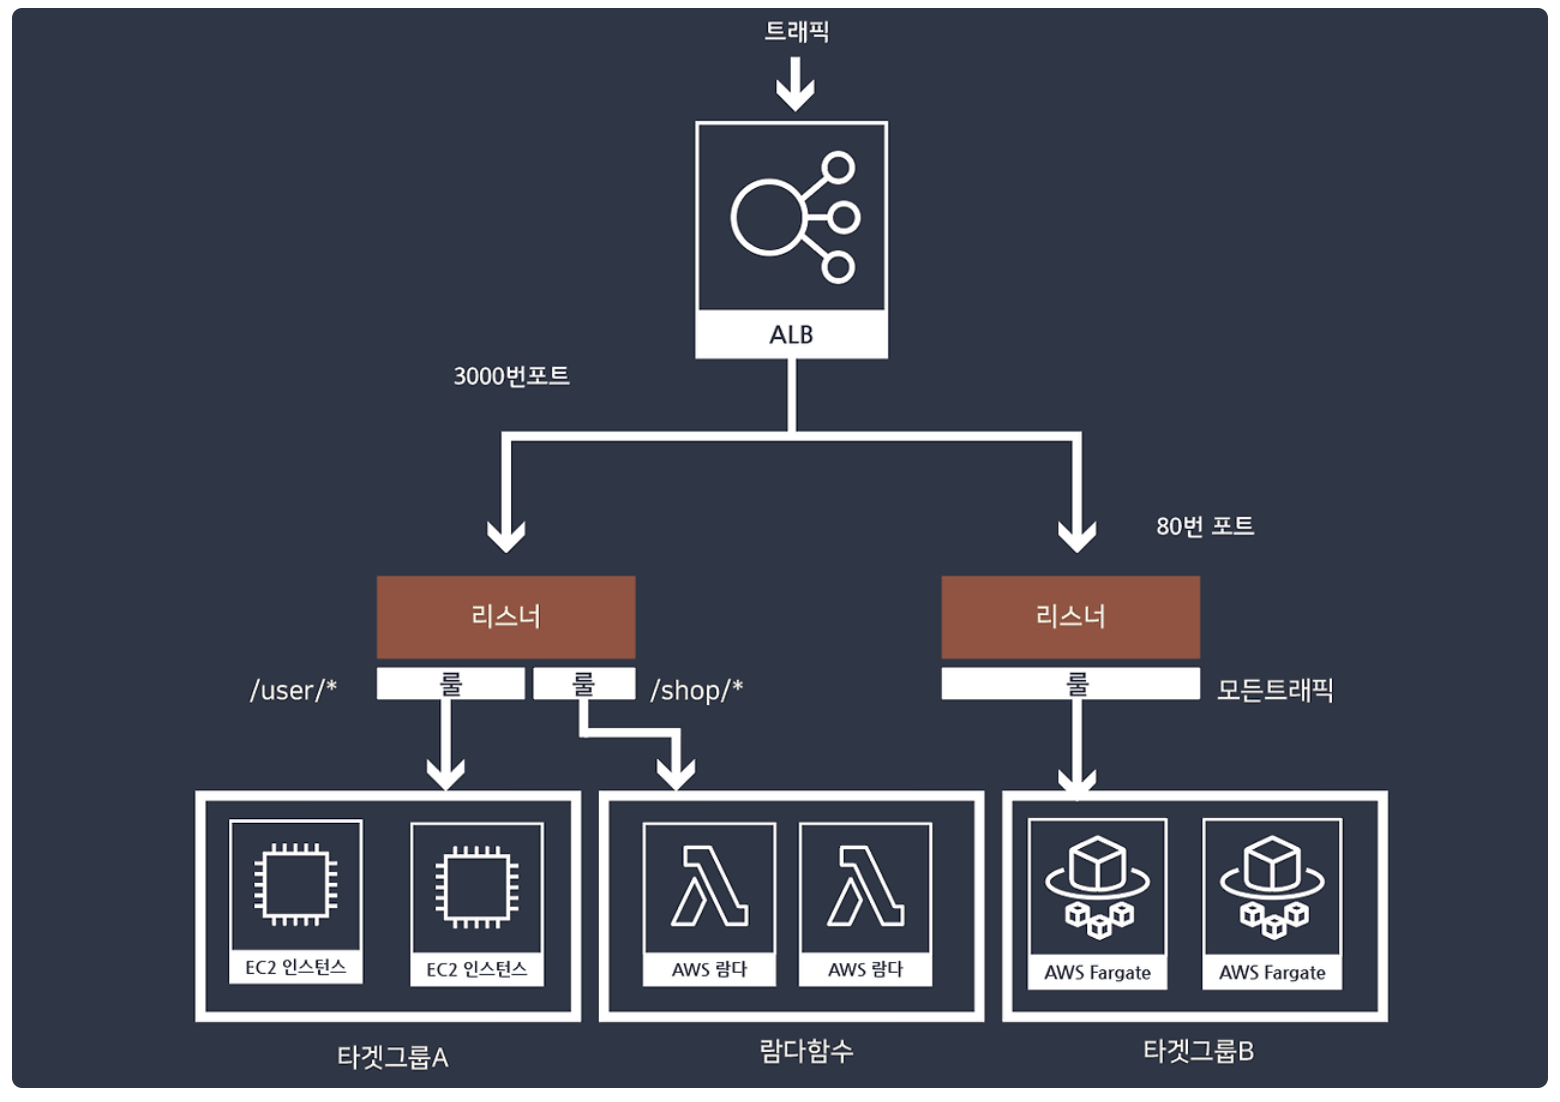 트래픽
ALB
3000번포트
80번 포트
리스너
리스너
/user/*
룰
룰
/shop/*
룰
모든트래픽
EC2 인스턴스
EC2 인스턴스
AWS 람다
AWS 람다
AWS Fargate
AWS Fargate
타겟그룹A
람다함수
타겟그룹B